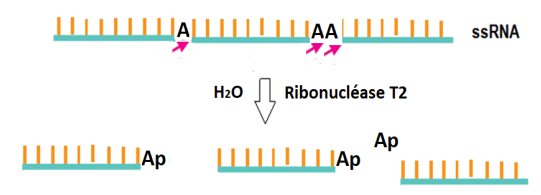 A AA ssRNA
H₂O Ribonucléase T2
Ap
Ap Ap